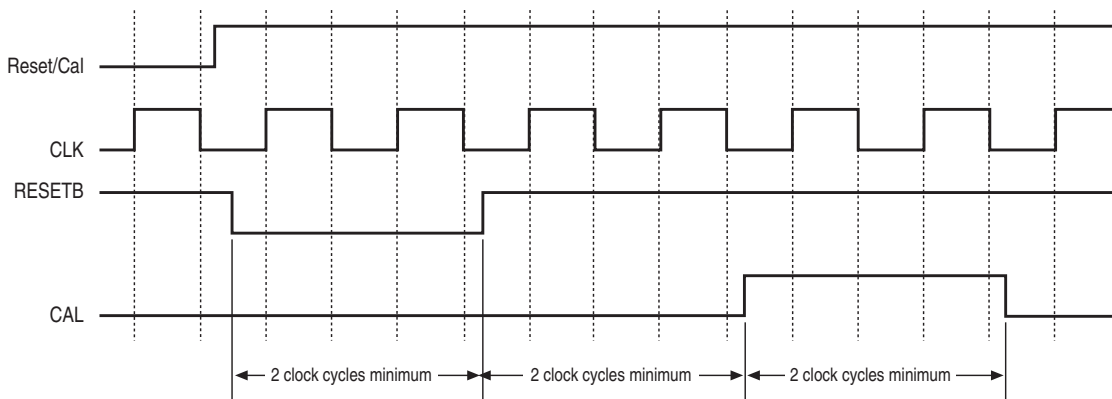 Reset/Cal
CLK
RESETB
CAL
2 clock cycles minimum 2 clock cycles minimum 2 clock cycles minimum